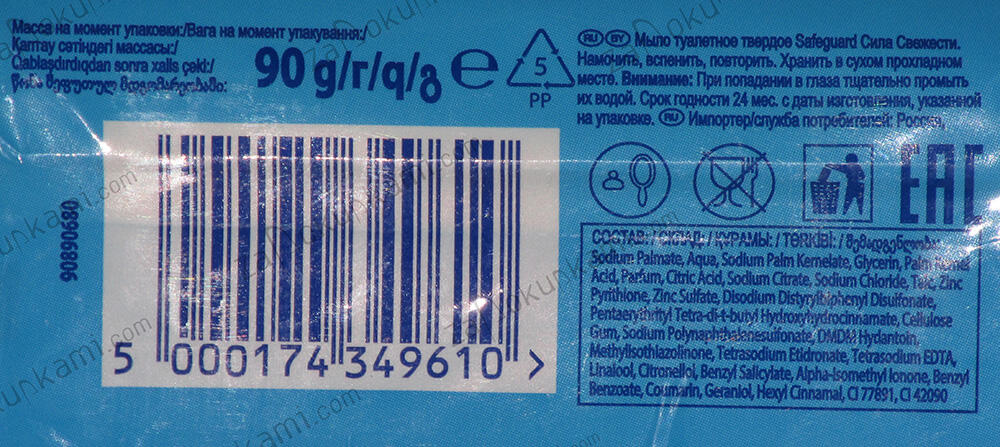 Масса на момент упаковки:/Вага на момент упакування:/
Қаптау сәтіндегі массасы:/
Qablaşdırdıqdan sonra xalis çəki:/
90 g/г/q/გ
5
PP
RU BY Мыло туалетное твердое Safeguard Сила Свежести.
Намочить, вспенить, повторить. Хранить в сухом прохладном
месте. Внимание: При попадании в глаза тщательно промыть
их водой. Срок годности 24 мес. с даты изготовления, указанной
на упаковке. RU Импортер/служба потребителей: Россия,
EAC
90890680
5 000174 349610 >
СОСТАВ: / СКЛАД: / ҚҰРАМЫ: / TƏRKİBİ: / შემადგენლობა:
Sodium Palmate, Aqua, Sodium Palm Kernelate, Glycerin, Palm Kernel
Acid, Parfum, Citric Acid, Sodium Citrate, Sodium Chloride, Talc, Zinc
Pyrithione, Zinc Sulfate, Disodium Distyrylbiphenyl Disulfonate,
Pentaerythrityl Tetra-di-t-butyl Hydroxyhydrocinnamate, Cellulose
Gum, Sodium Polynaphthalenesulfonate, DMDM Hydantoin,
Methylisothiazolinone, Tetrasodium Etidronate, Tetrasodium EDTA,
Linalool, Citronellol, Benzyl Salicylate, Alpha-Isomethyl Ionone, Benzyl
Benzoate, Coumarin, Geraniol, Hexyl Cinnamal, CI 77891, CI 42090